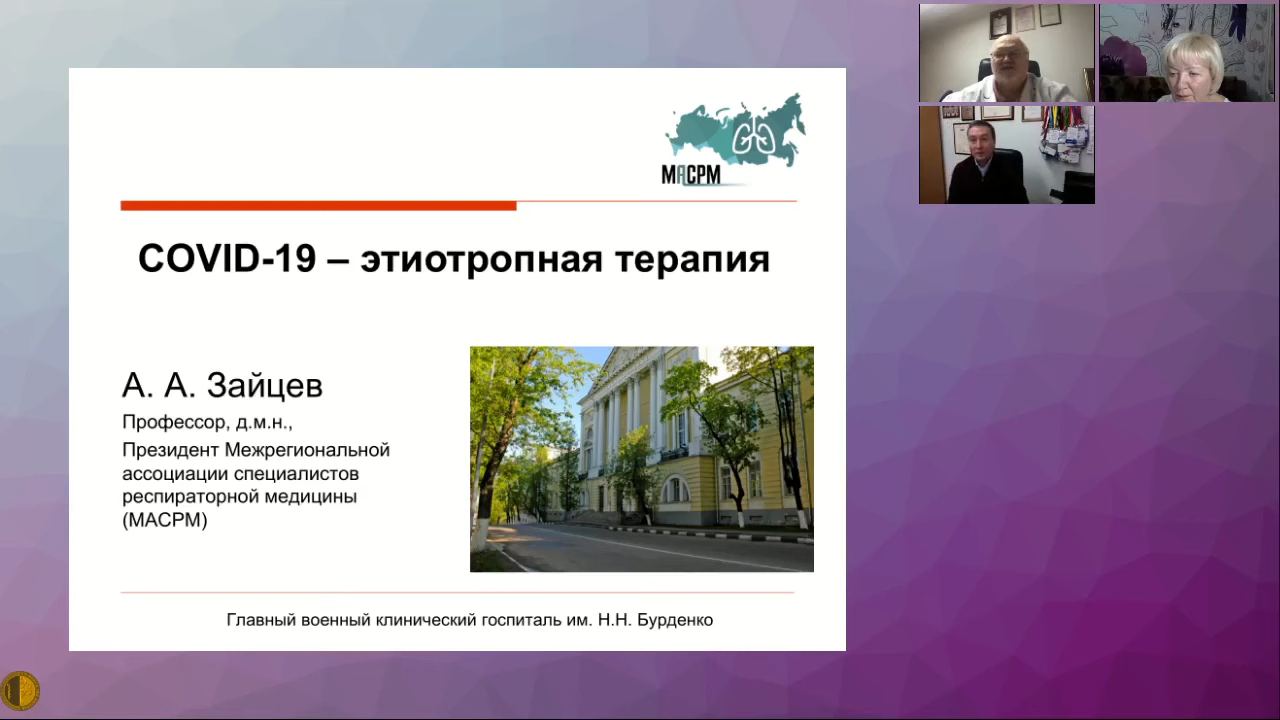 МАСРМ
COVID-19 – этиотропная терапия
А. А. Зайцев
Профессор, д.м.н.,
Президент Межрегиональной
ассоциации специалистов
респираторной медицины
(МАСРМ)
Главный военный клинический госпиталь им. Н.Н. Бурденко